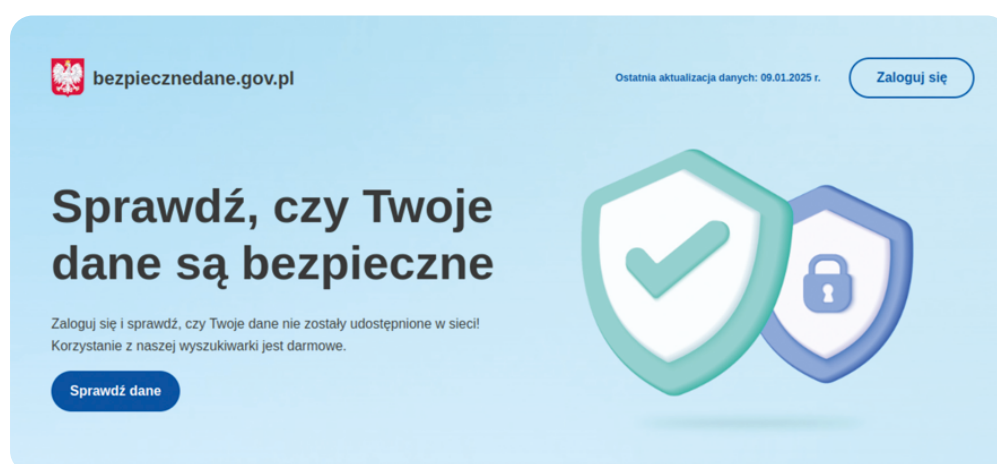 bezpiecznedane.gov.pl
Ostatnia aktualizacja danych: 09.01.2025 r.
Zaloguj się
Sprawdź, czy Twoje
dane są bezpieczne
Zaloguj się i sprawdź, czy Twoje dane nie zostały udostępnione w sieci!
Korzystanie z naszej wyszukiwarki jest darmowe.
Sprawdź dane